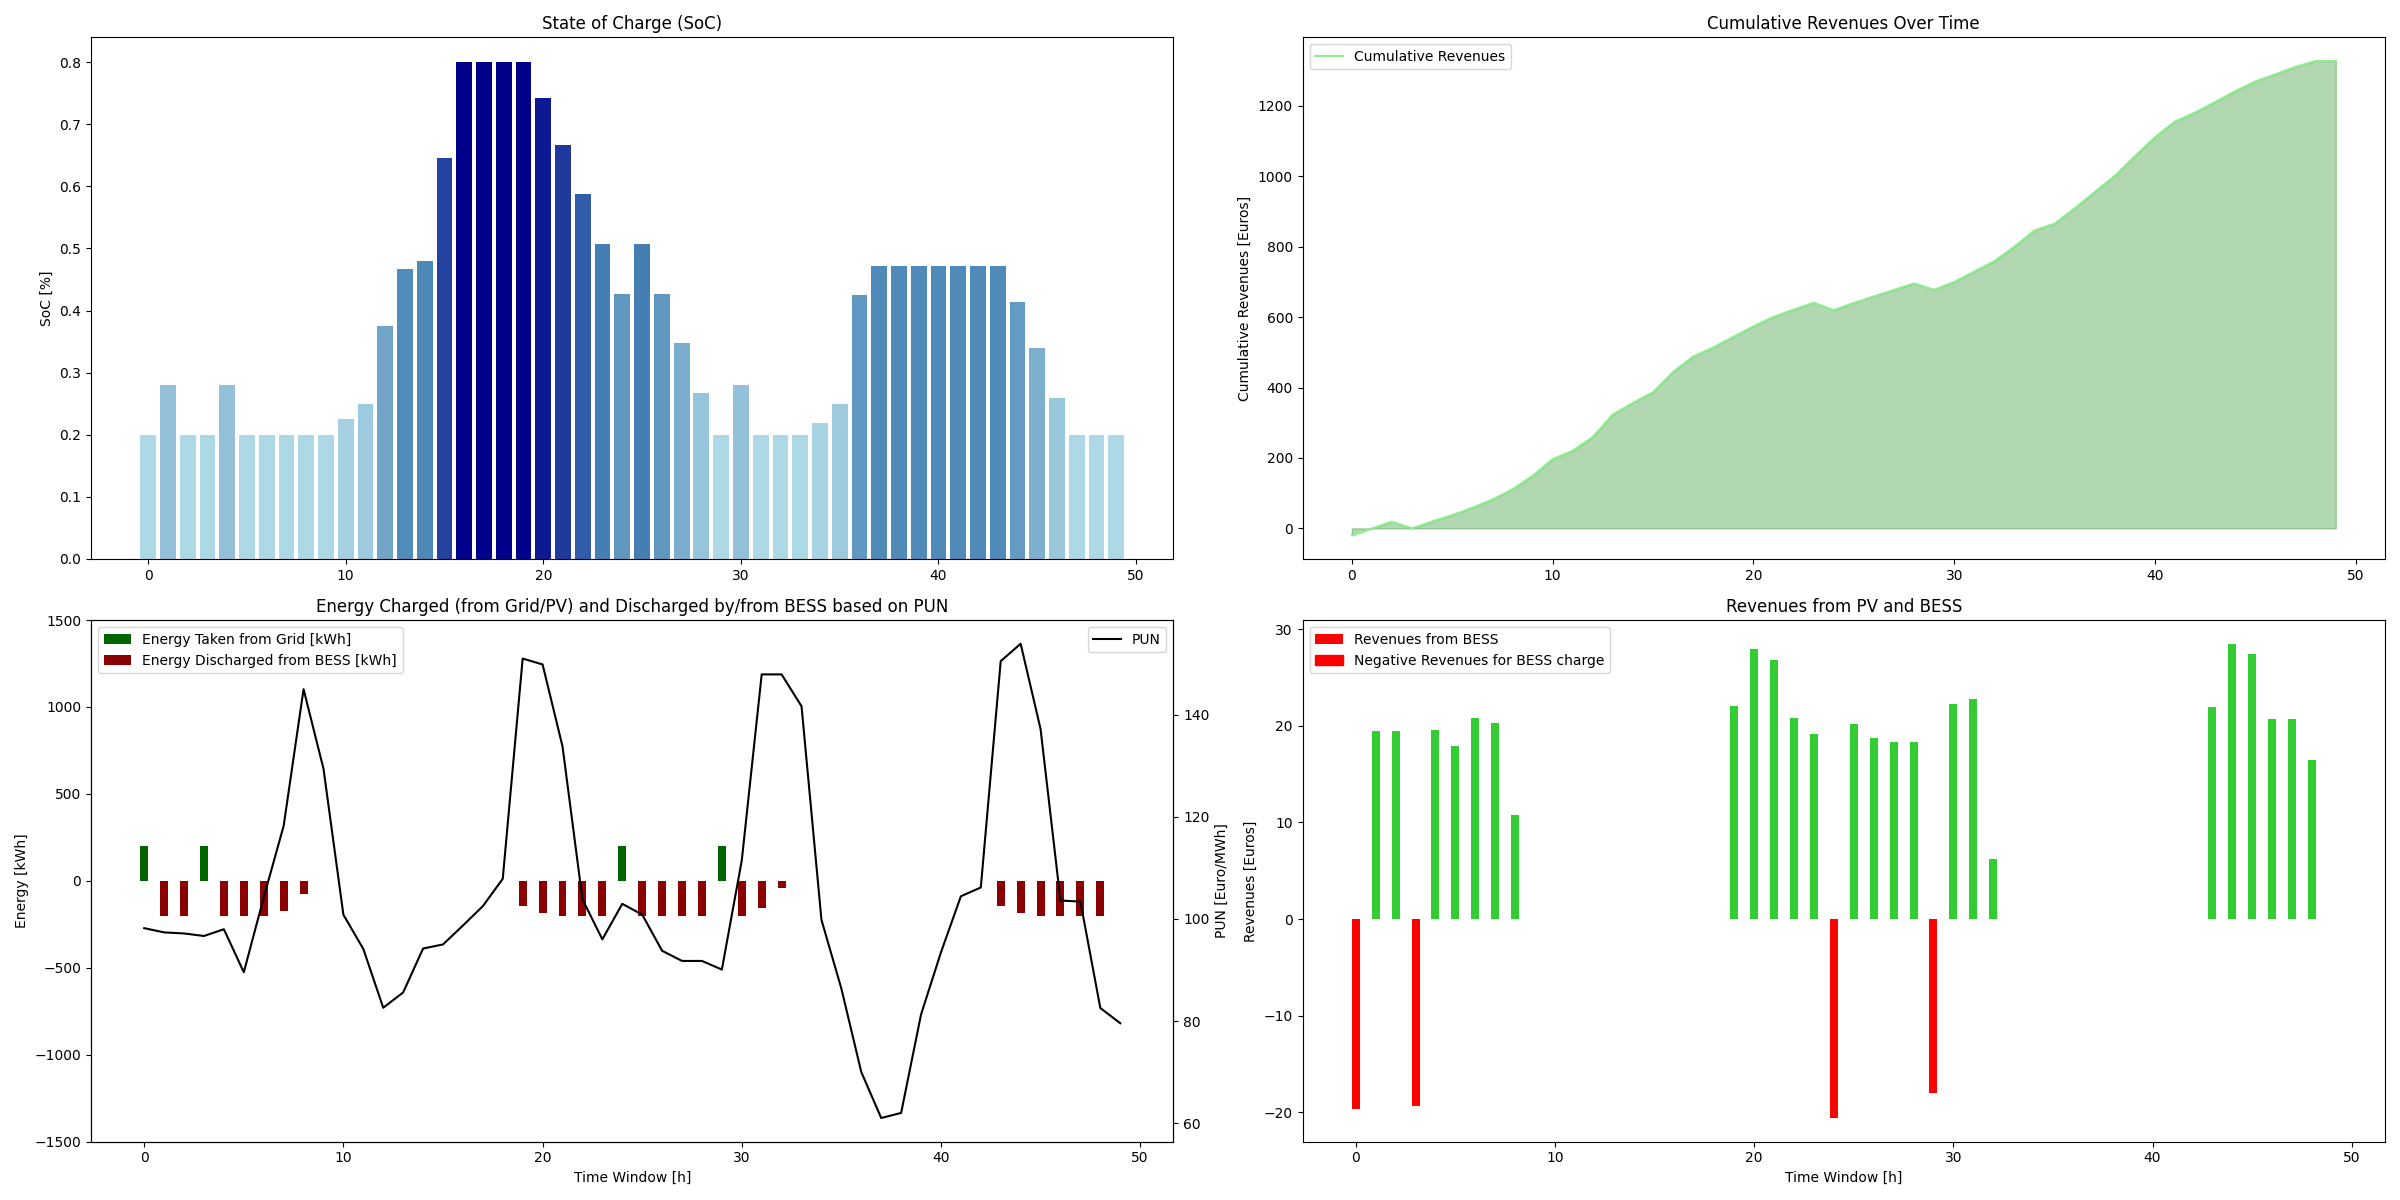 State of Charge (SoC)
SoC [%]
0.8
0.7
0.6
0.5
0.4
0.3
0.2
0.1
0.0
0 10 20 30 40 50
Cumulative Revenues Over Time
Cumulative Revenues
Cumulative Revenues [Euros]
1200
1000
800
600
400
200
0
0 10 20 30 40 50
Energy Charged (from Grid/PV) and Discharged by/from BESS based on PUN
Energy Taken from Grid [kWh]
Energy Discharged from BESS [kWh]
PUN
Energy [kWh]
1500
1000
500
0
−500
−1000
−1500
140
120
100
80
60
PUN [Euro/MWh]
0 10 20 30 40 50
Time Window [h]
Revenues from PV and BESS
Revenues from BESS
Negative Revenues for BESS charge
Revenues [Euros]
30
20
10
0
−10
−20
0 10 20 30 40 50
Time Window [h]